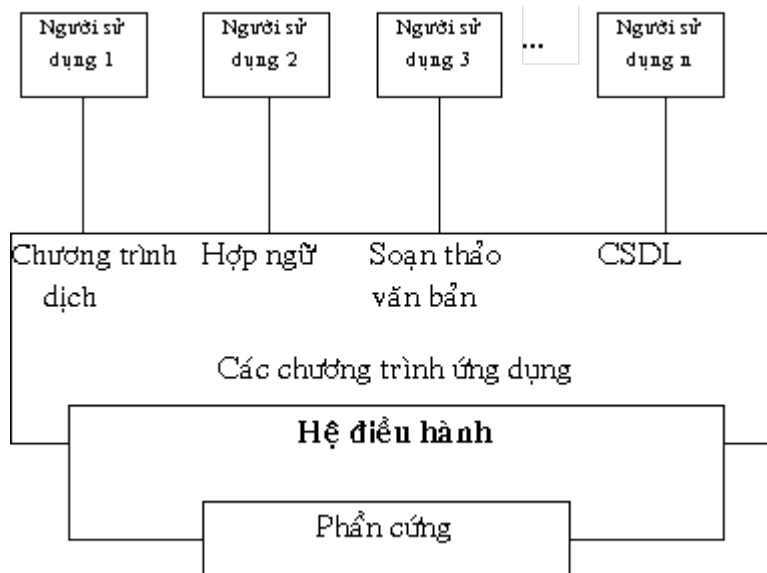 Người sử dụng 1
Người sử dụng 2
Người sử dụng 3
...
Người sử dụng n
Chương trình dịch
Hợp ngữ
Soạn thảo văn bản
CSDL
Các chương trình ứng dụng
Hệ điều hành
Phần cứng